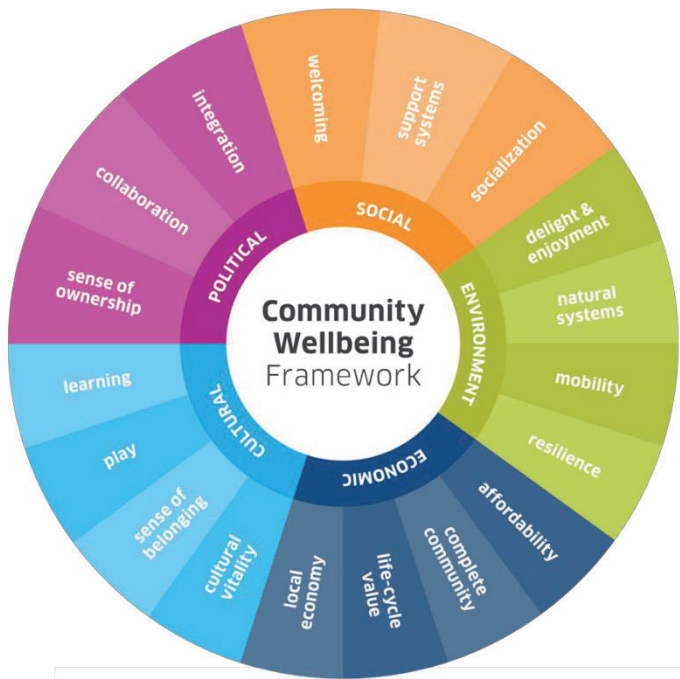 Community
Wellbeing
Framework
SOCIAL
welcoming
support
systems
socialization
ENVIRONMENT
delight &
enjoyment
natural
systems
mobility
resilience
ECONOMIC
affordability
complete
community
life-cycle
value
local
economy
CULTURAL
cultural
vitality
sense of
belonging
play
learning
POLITICAL
sense of
ownership
collaboration
integration